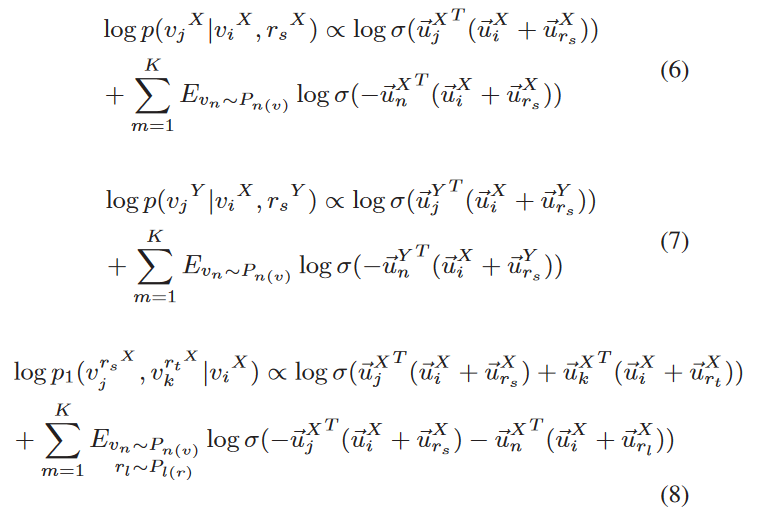 log p(v_j^X|v_i^X, r_s^X) ∝ log σ(u⃗_j^{X T}(u⃗_i^X + u⃗_{r_s}^X))
+ ∑_{m=1}^{K} E_{v_n∼P_{n(v)}} log σ(−u⃗_n^{X T}(u⃗_i^X + u⃗_{r_s}^X)) (6)
log p(v_j^Y|v_i^X, r_s^Y) ∝ log σ(u⃗_j^{Y T}(u⃗_i^X + u⃗_{r_s}^Y))
+ ∑_{m=1}^{K} E_{v_n∼P_{n(v)}} log σ(−u⃗_n^{Y T}(u⃗_i^X + u⃗_{r_s}^Y)) (7)
log p_1(v_j^{r_s X}, v_k^{r_t X}|v_i^X) ∝ log σ(u⃗_j^{X T}(u⃗_i^X + u⃗_{r_s}^X) + u⃗_k^{X T}(u⃗_i^X + u⃗_{r_t}^X))
+ ∑_{m=1}^{K} E_{v_n∼P_{n(v)} r_l∼P_{l(r)}} log σ(−u⃗_j^{X T}(u⃗_i^X + u⃗_{r_s}^X) − u⃗_n^{X T}(u⃗_i^X + u⃗_{r_l}^X))
(8)